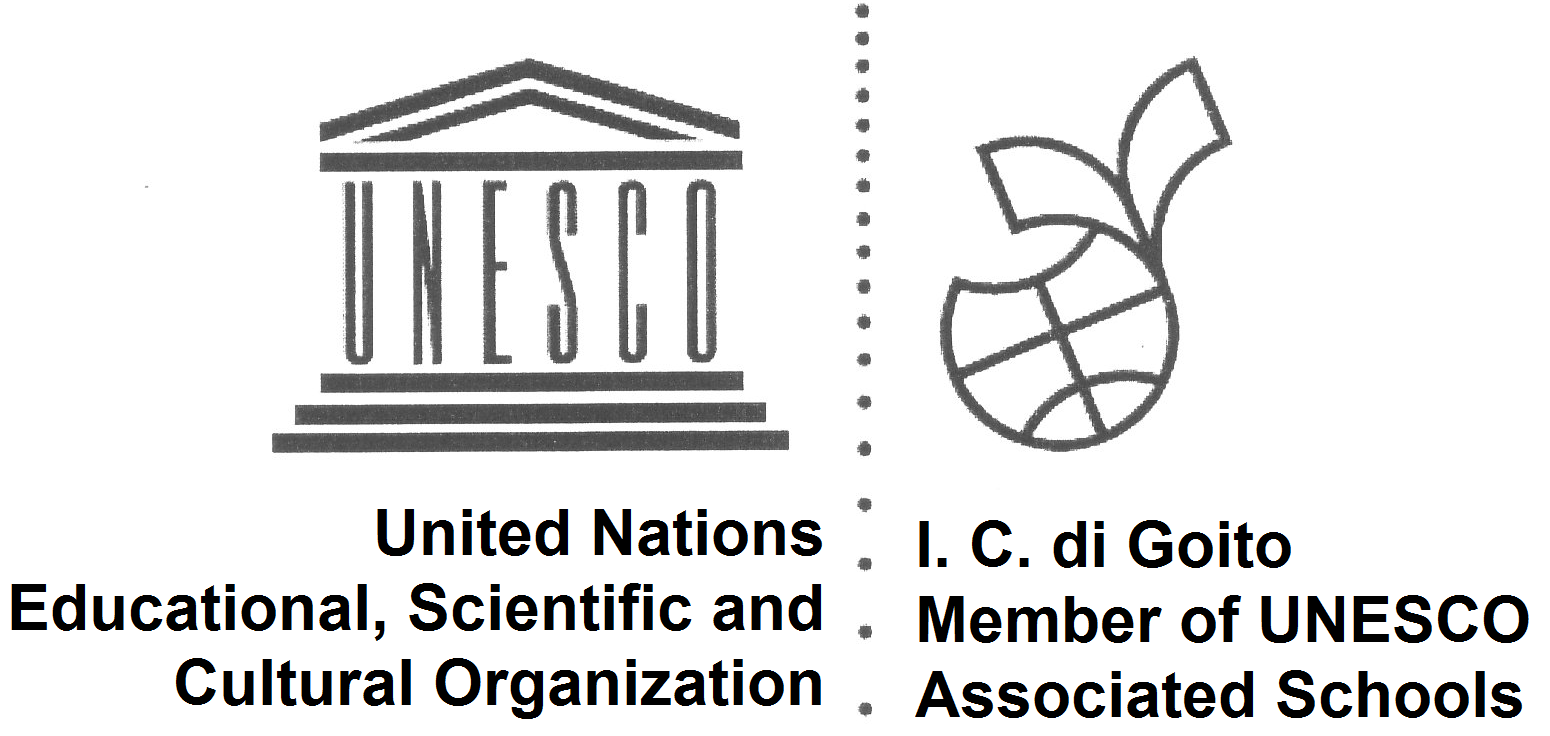 UNESCO
United Nations
Educational, Scientific and
Cultural Organization
I. C. di Goito
Member of UNESCO
Associated Schools